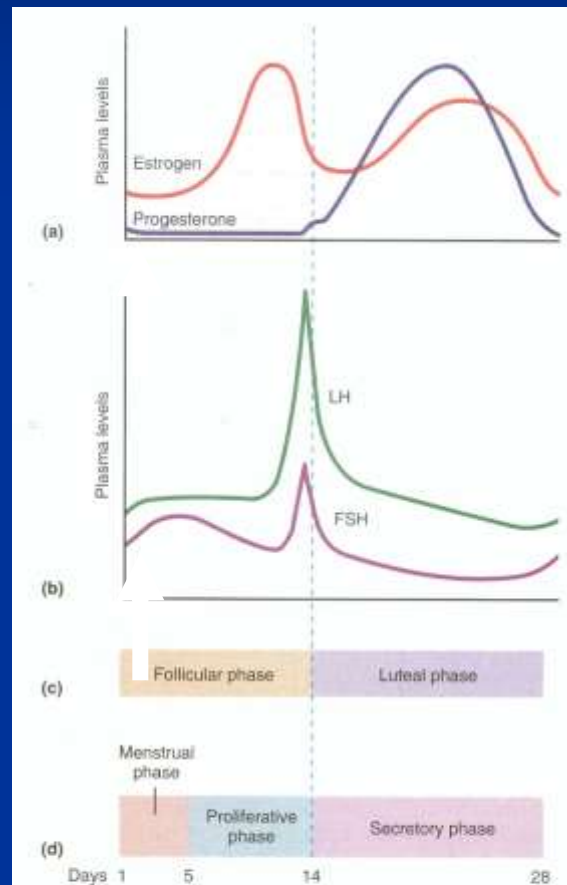 Plasma levels
Estrogen
Progesterone
(a)
Plasma levels
LH
FSH
(b)
(c)
Follicular phase
Luteal phase
Menstrual
phase
(d)
Proliferative
phase
Secretory phase
Days 1 5 14 28